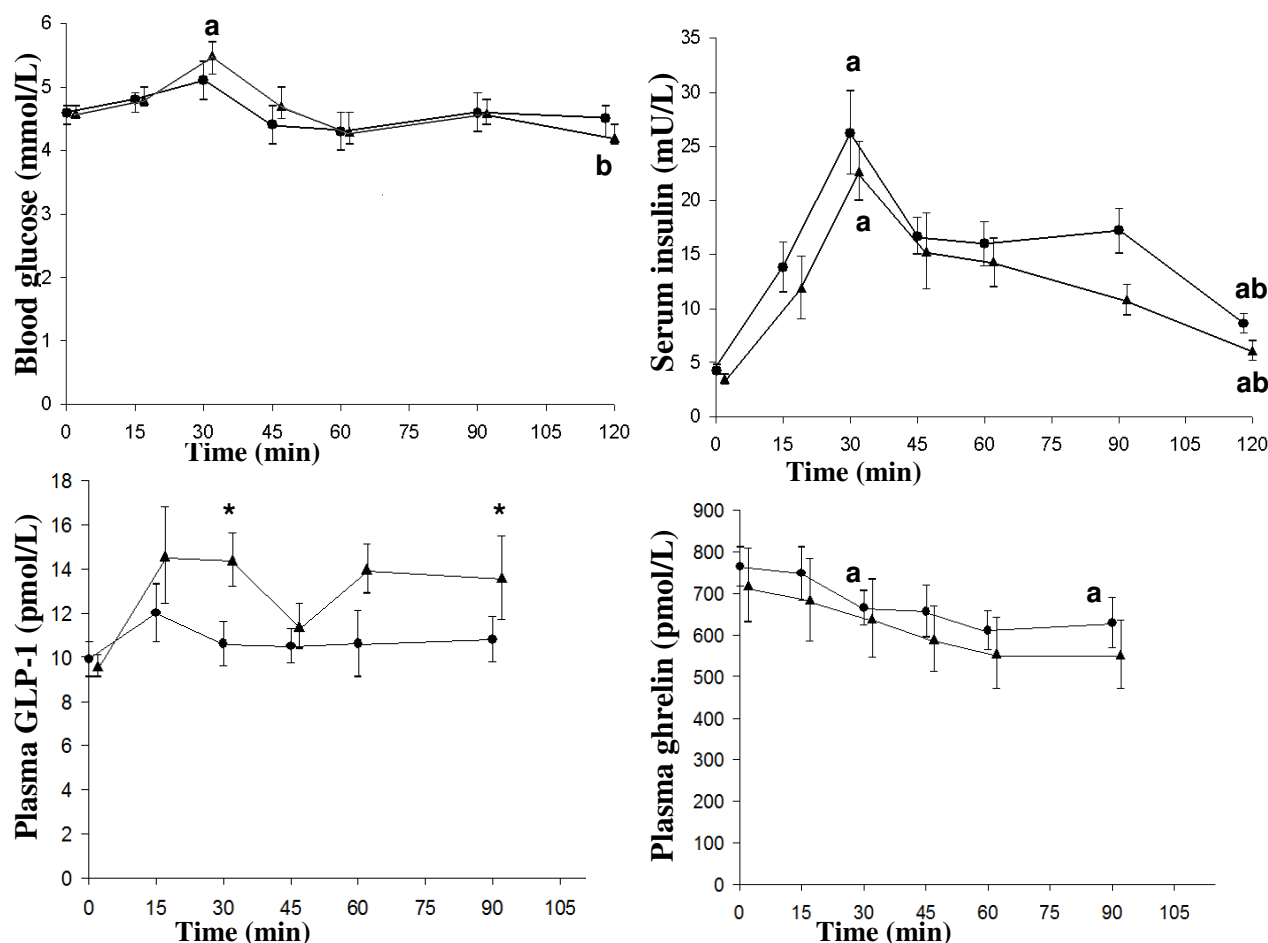 Blood glucose (mmol/L)
6
5
4
3
2
1
0
a
b
0 15 30 45 60 75 90 105 120
Time (min)
Serum insulin (mU/L)
35
30
25
20
15
10
5
0
a
a
ab
ab
0 15 30 45 60 75 90 105 120
Time (min)
Plasma GLP-1 (pmol/L)
18
16
14
12
10
8
6
4
2
0
* *
0 15 30 45 60 75 90 105
Time (min)
Plasma ghrelin (pmol/L)
900
800
700
600
500
400
300
200
100
0
a a
0 15 30 45 60 75 90 105
Time (min)